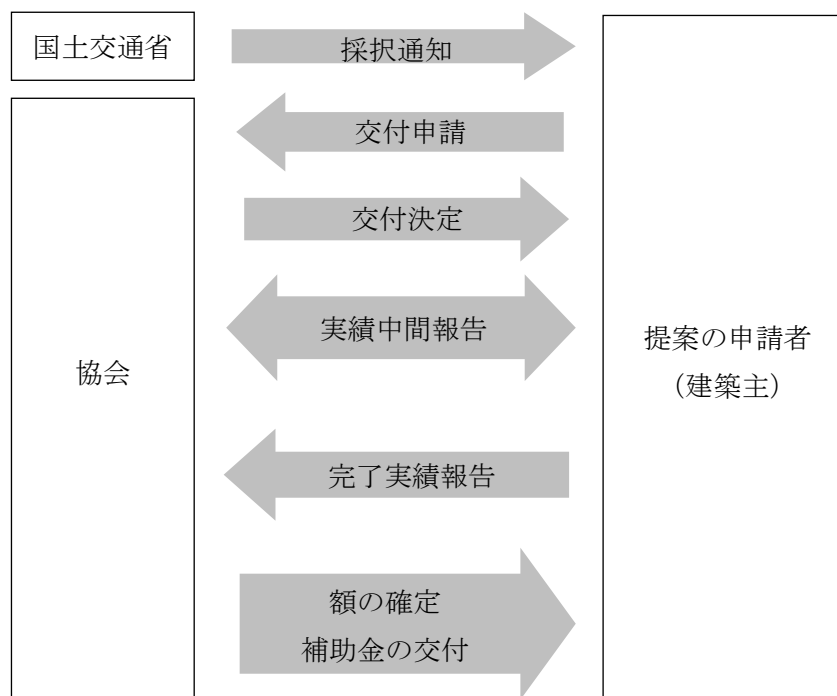 国土交通省
採択通知
交付申請
交付決定
実績中間報告
協会
提案の申請者
（建築主）
完了実績報告
額の確定
補助金の交付